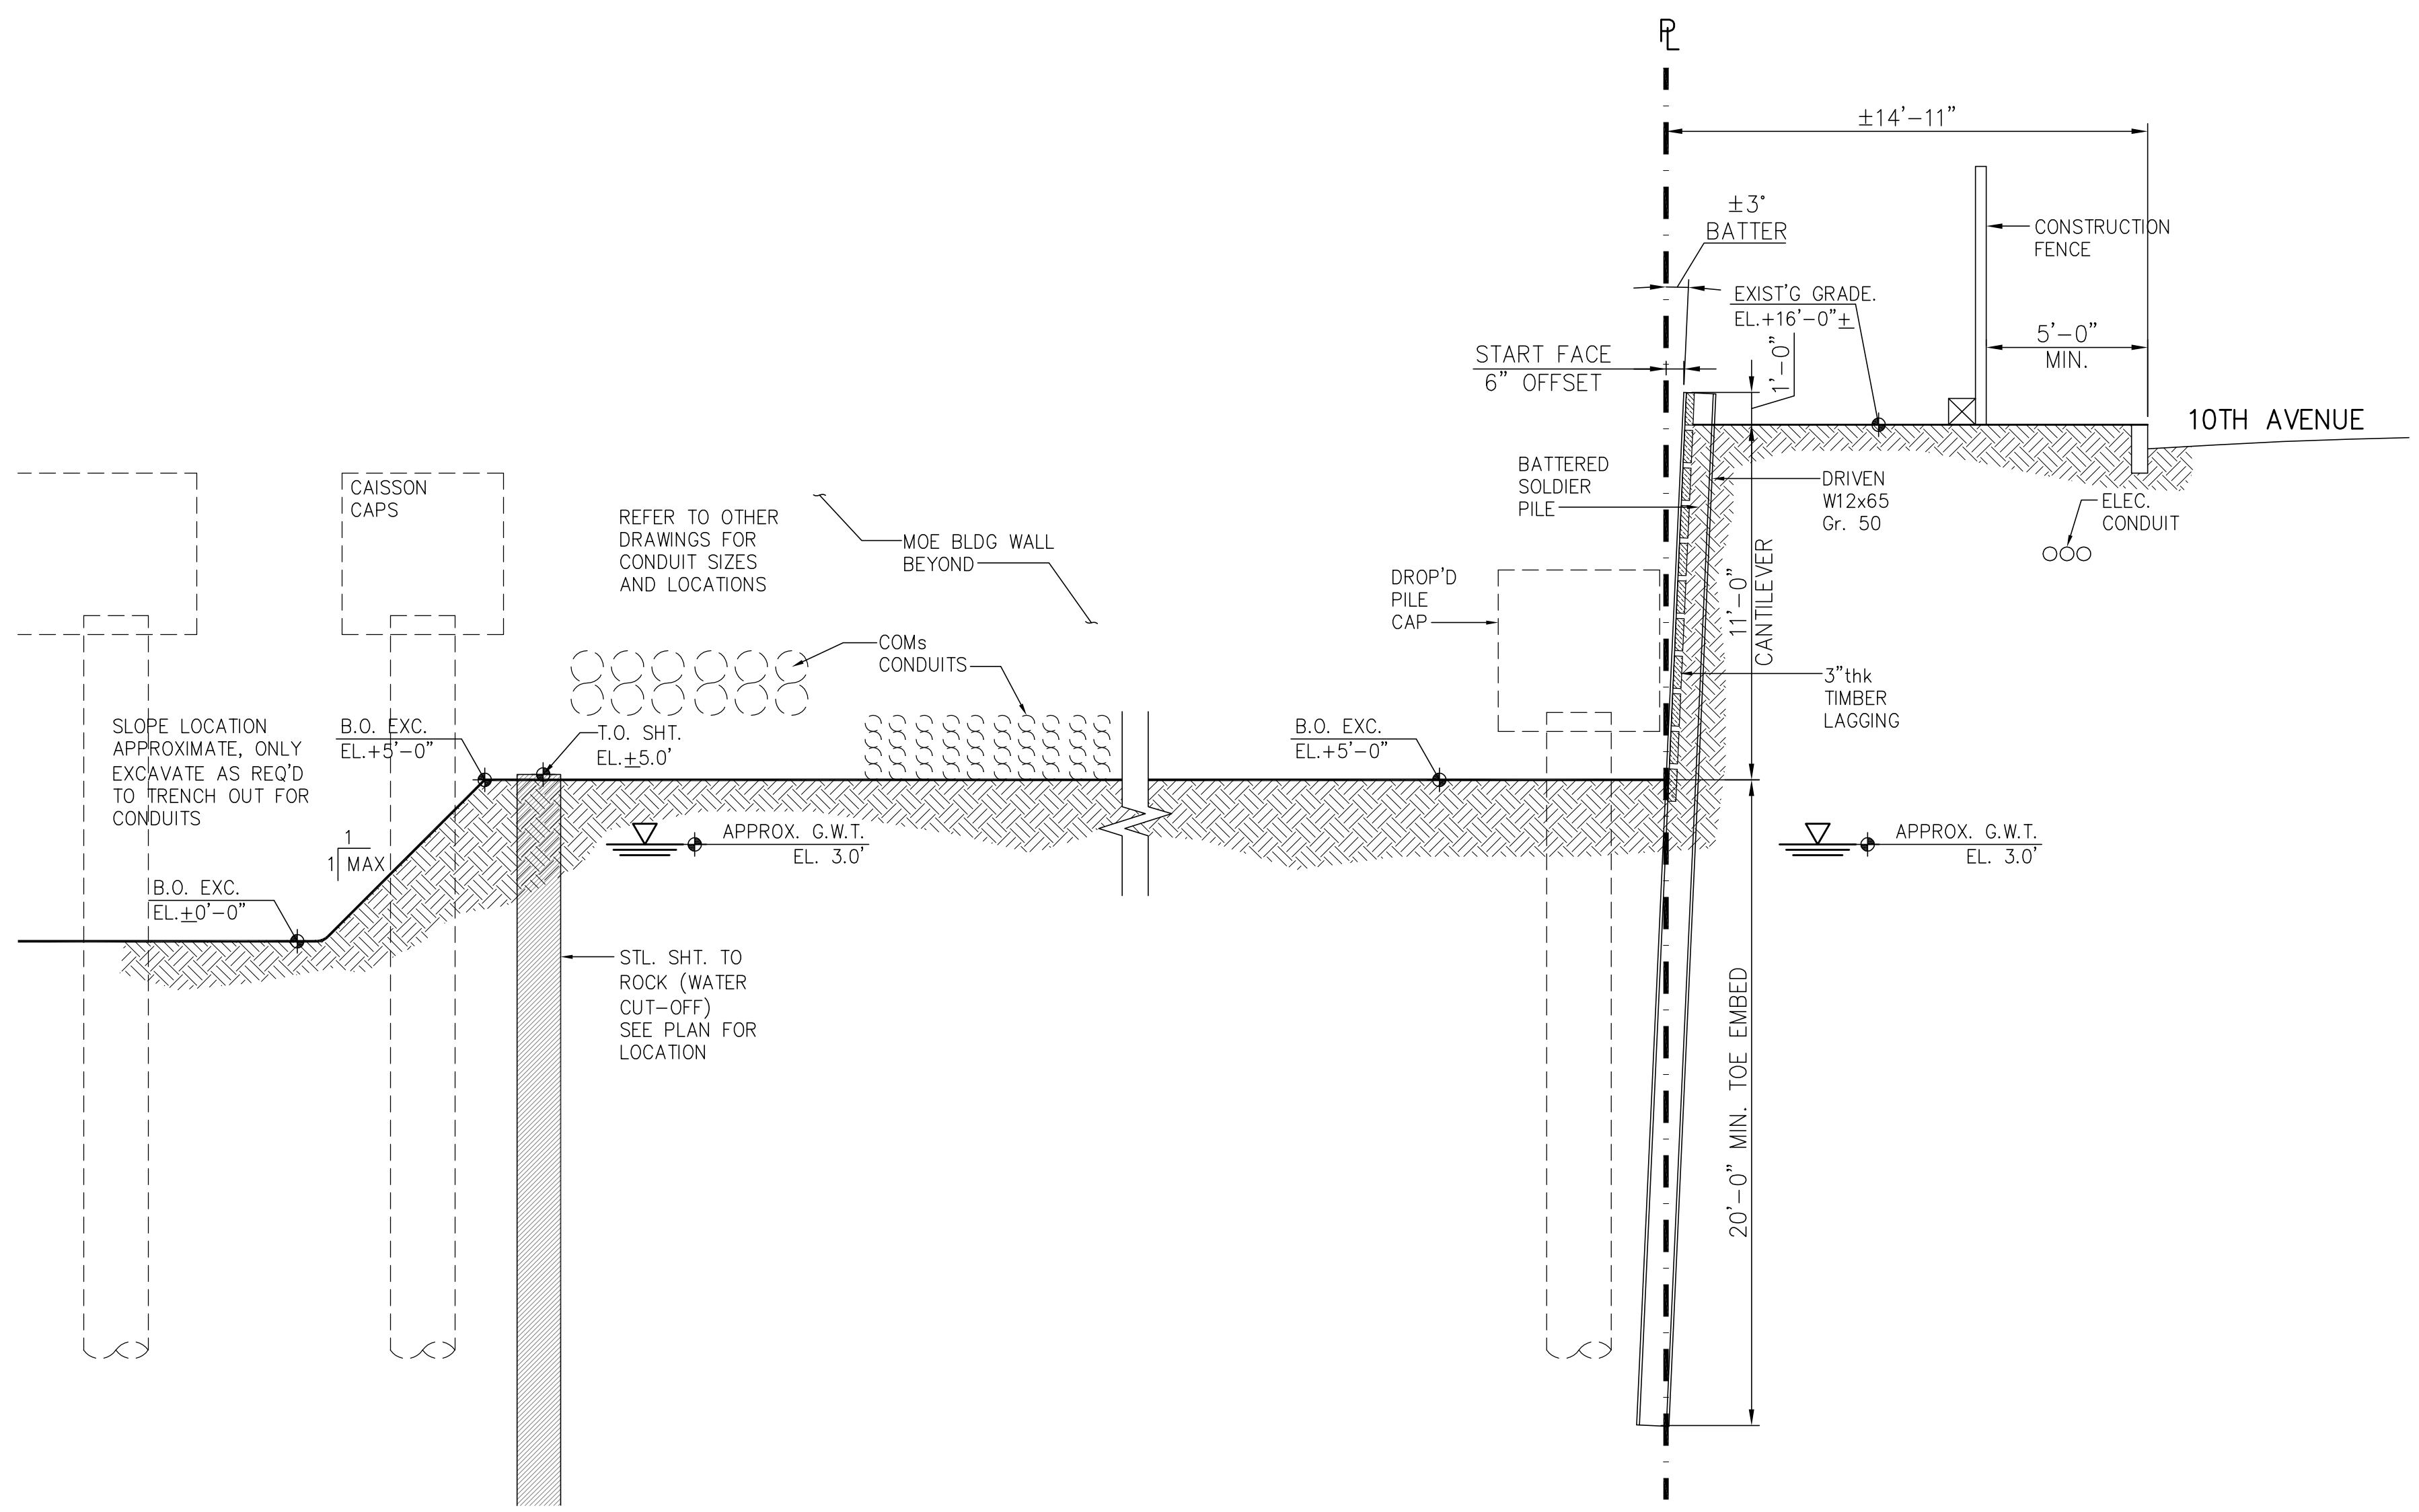 PL
±14'-11"
±3°
BATTER
CONSTRUCTION
FENCE
EXIST'G GRADE.
EL.+16'-0"±
5'-0"
MIN.
START FACE
6" OFFSET
1'-0"
10TH AVENUE
BATTERED
SOLDIER
PILE
DRIVEN
W12x65
Gr. 50
ELEC.
CONDUIT
CAISSON
CAPS
REFER TO OTHER
DRAWINGS FOR
CONDUIT SIZES
AND LOCATIONS
MOE BLDG WALL
BEYOND
DROP'D
PILE
CAP
11'-0"
CANTILEVER
COMs
CONDUITS
3"thk
TIMBER
LAGGING
SLOPE LOCATION
APPROXIMATE, ONLY
EXCAVATE AS REQ'D
TO TRENCH OUT FOR
CONDUITS
B.O. EXC.
EL.+5'-0"
T.O. SHT.
EL.±5.0'
B.O. EXC.
EL.+5'-0"
1
1 MAX
APPROX. G.W.T.
EL. 3.0'
APPROX. G.W.T.
EL. 3.0'
B.O. EXC.
EL.±0'-0"
STL. SHT. TO
ROCK (WATER
CUT-OFF)
SEE PLAN FOR
LOCATION
20'-0" MIN. TOE EMBED